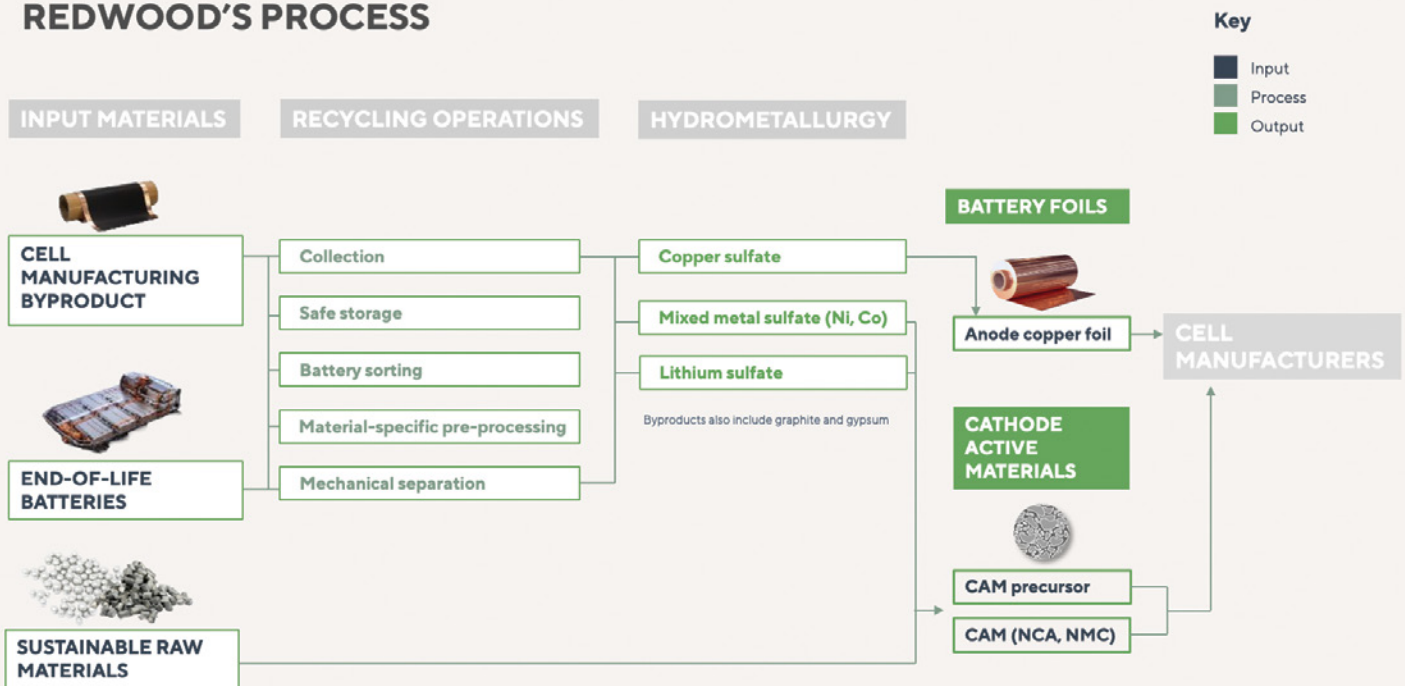 REDWOOD'S PROCESS
Key
Input
Process
Output
INPUT MATERIALS
RECYCLING OPERATIONS
HYDROMETALLURGY
CELL
MANUFACTURING
BYPRODUCT
END-OF-LIFE
BATTERIES
SUSTAINABLE RAW
MATERIALS
Collection
Safe storage
Battery sorting
Material-specific pre-processing
Mechanical separation
Copper sulfate
Mixed metal sulfate (Ni, Co)
Lithium sulfate
Byproducts also include graphite and gypsum
BATTERY FOILS
Anode copper foil
CATHODE
ACTIVE
MATERIALS
CAM precursor
CAM (NCA, NMC)
CELL
MANUFACTURERS